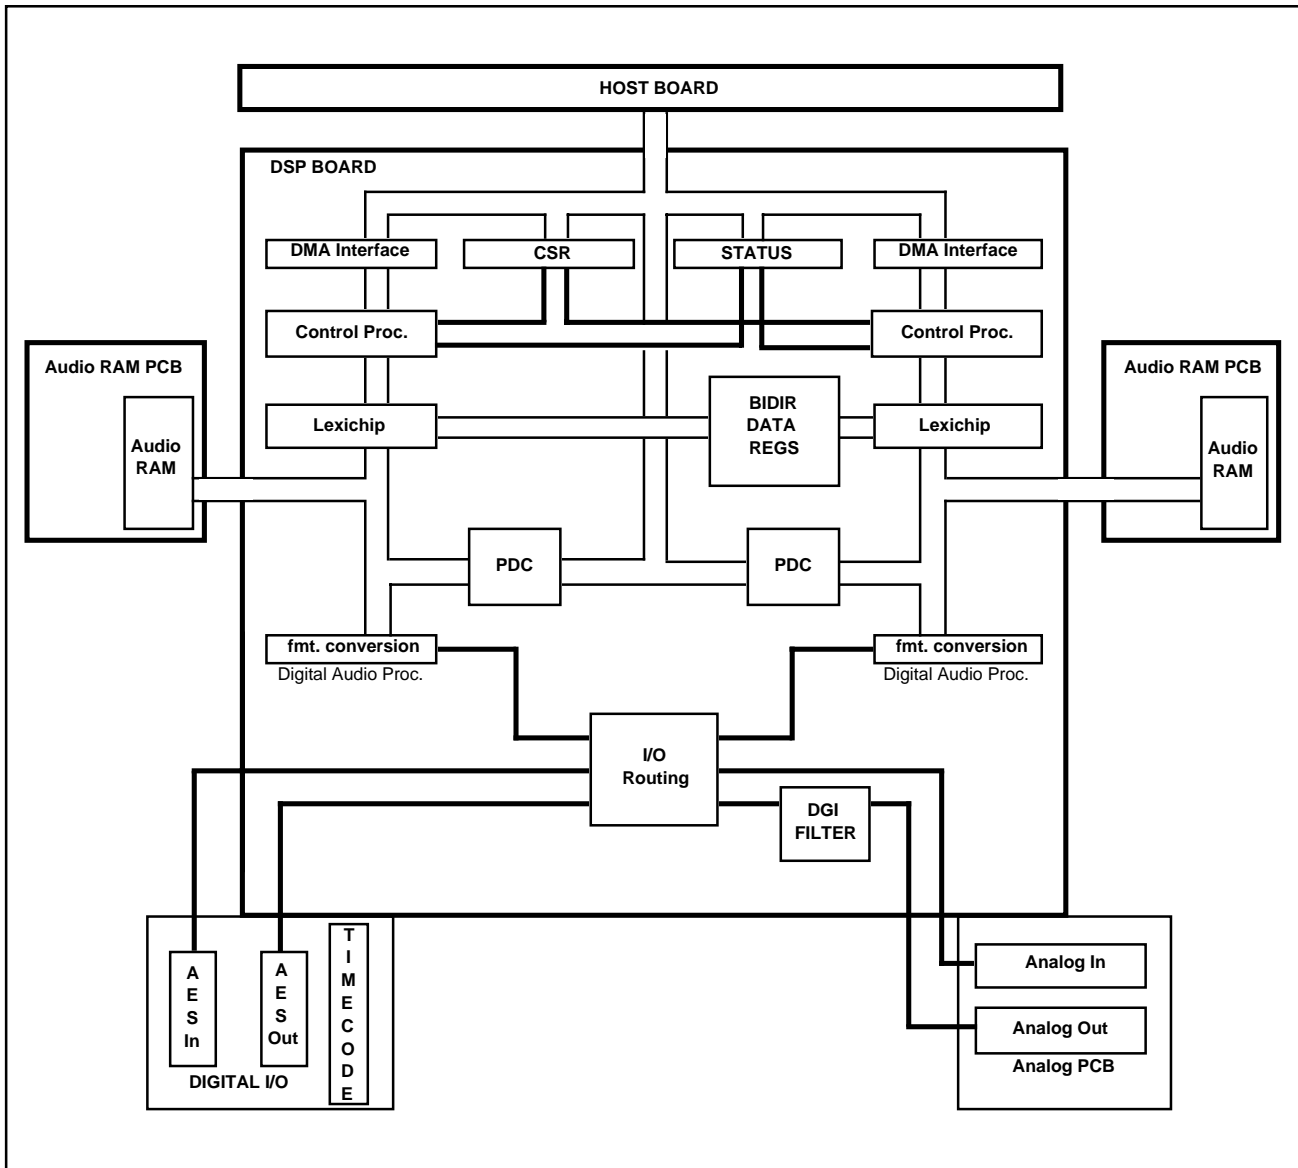 HOST BOARD
DSP BOARD
DMA Interface
CSR
STATUS
DMA Interface
Control Proc.
Control Proc.
Audio RAM PCB
Audio RAM PCB
BIDIR
DATA
REGS
Lexichip
Lexichip
Audio
RAM
Audio
RAM
PDC
PDC
fmt. conversion
Digital Audio Proc.
fmt. conversion
Digital Audio Proc.
I/O
Routing
DGI
FILTER
T
I
M
E
C
O
D
E
A
E
S
In
A
E
S
Out
DIGITAL I/O
Analog In
Analog Out
Analog PCB